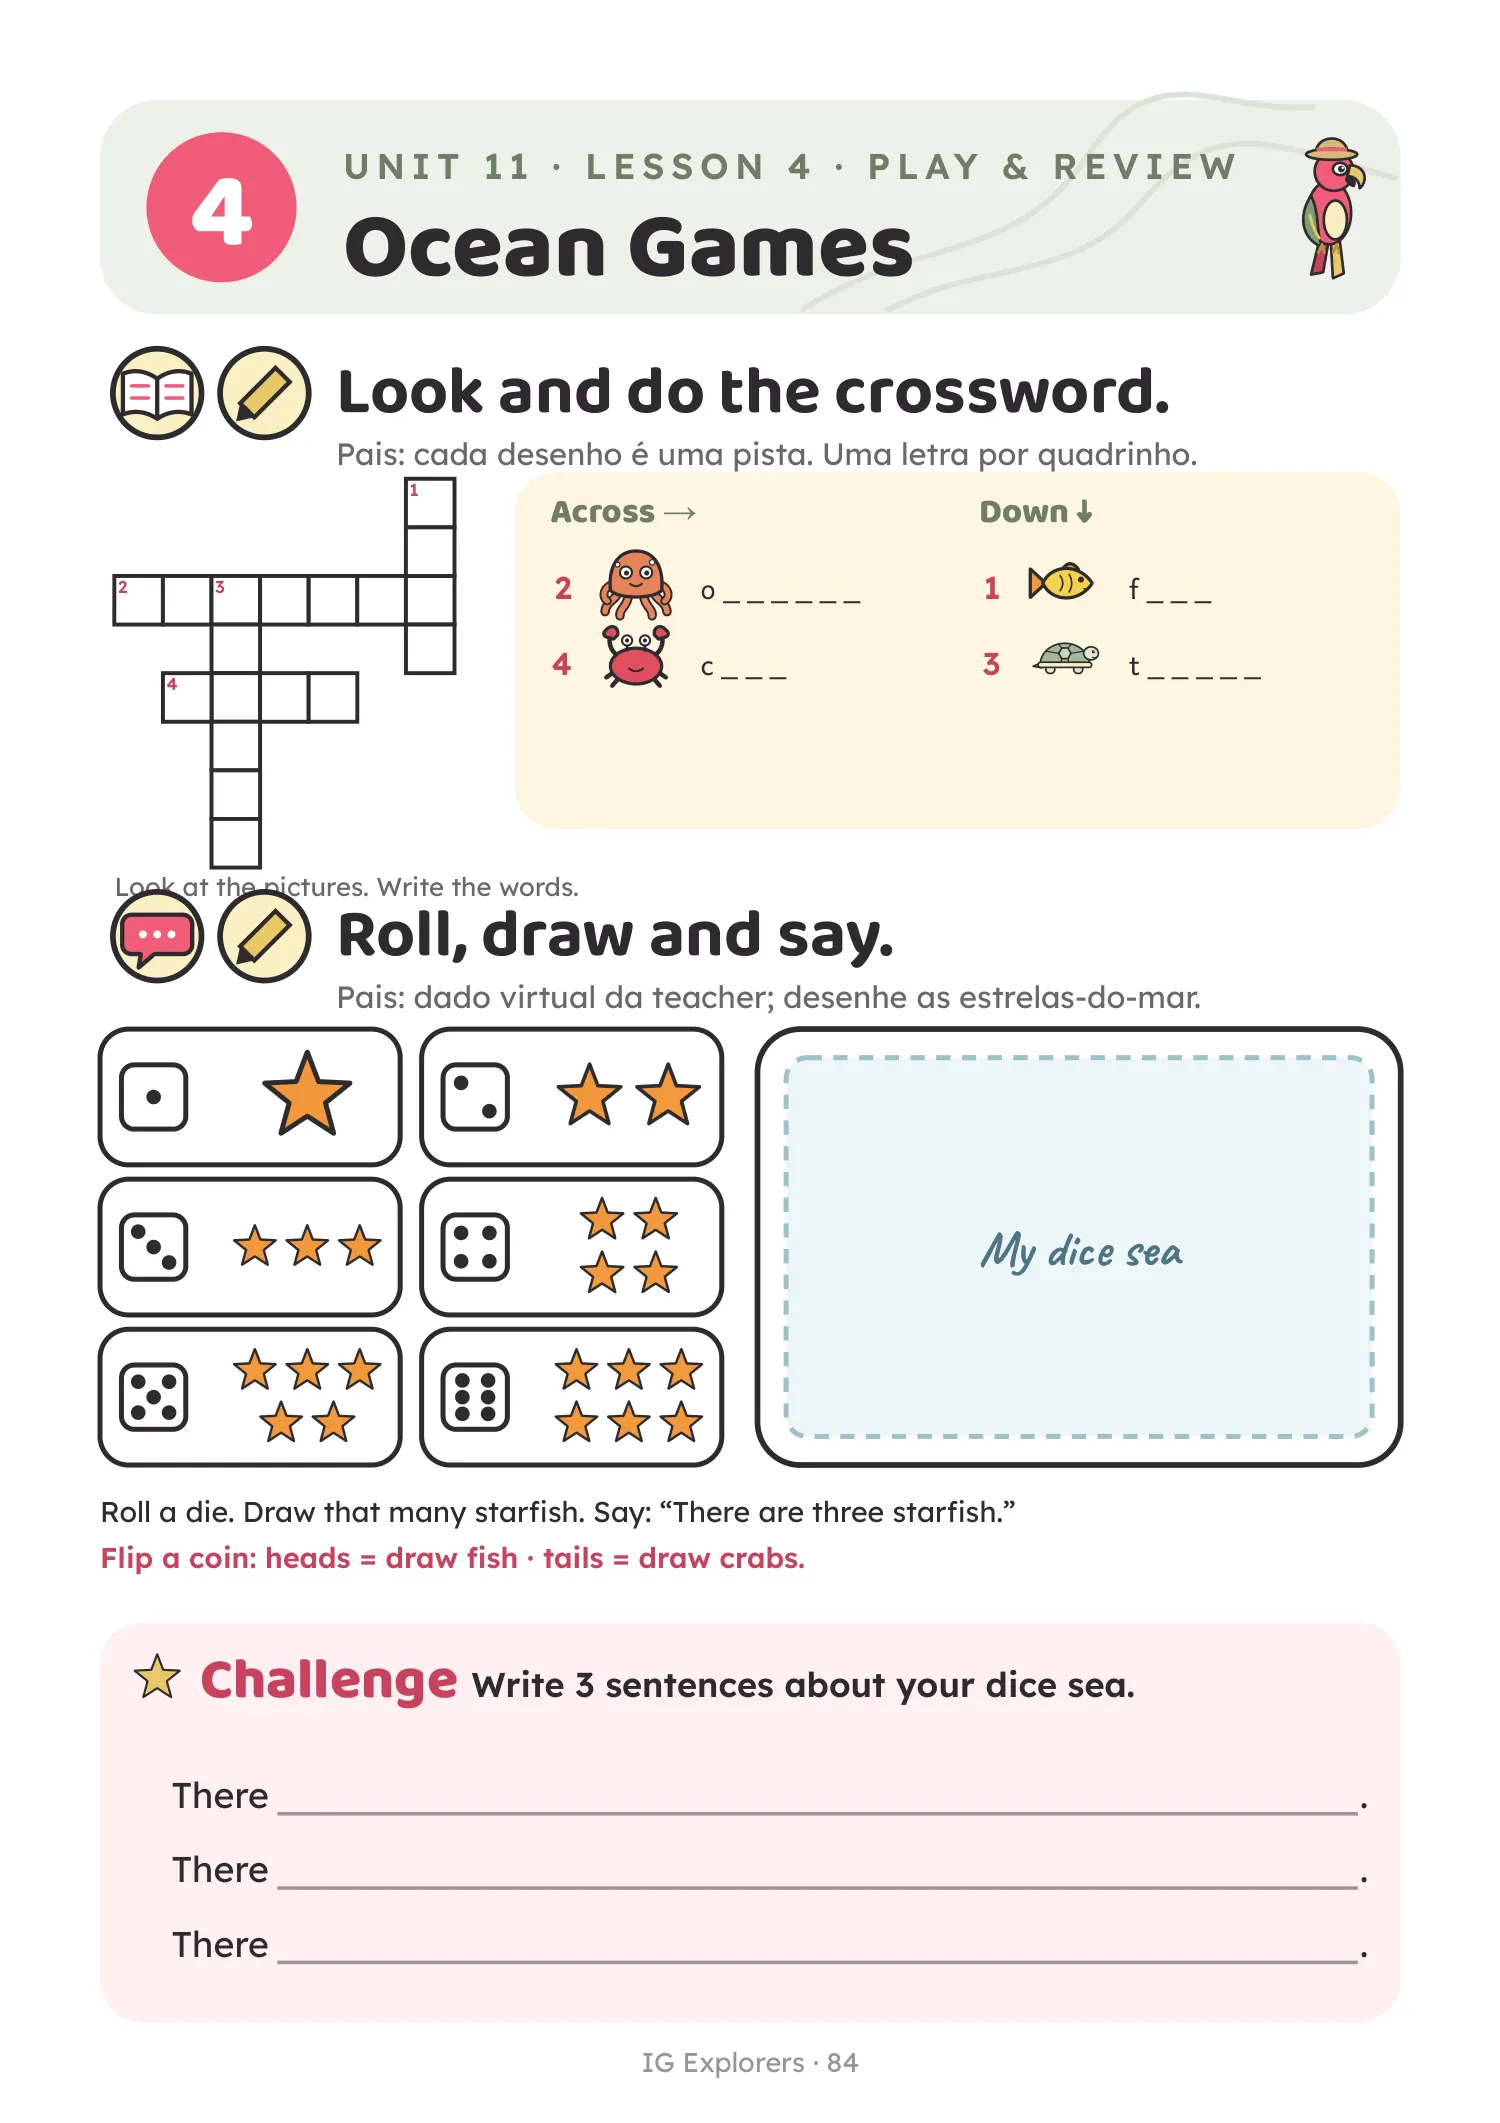 4
UNIT 11 · LESSON 4 · PLAY & REVIEW
Ocean Games
Look and do the crossword.
Pais: cada desenho é uma pista. Uma letra por quadrinho.
1
2 3
4
Across →
2 o _ _ _ _ _ _
4 c _ _ _
Down ↓
1 f _ _ _
3 t _ _ _ _ _
Look at the pictures. Write the words.
Roll, draw and say.
Pais: dado virtual da teacher; desenhe as estrelas-do-mar.
My dice sea
Roll a die. Draw that many starfish. Say: “There are three starfish.”
Flip a coin: heads = draw fish · tails = draw crabs.
Challenge Write 3 sentences about your dice sea.
There ______________________________.
There ______________________________.
There ______________________________.
IG Explorers · 84